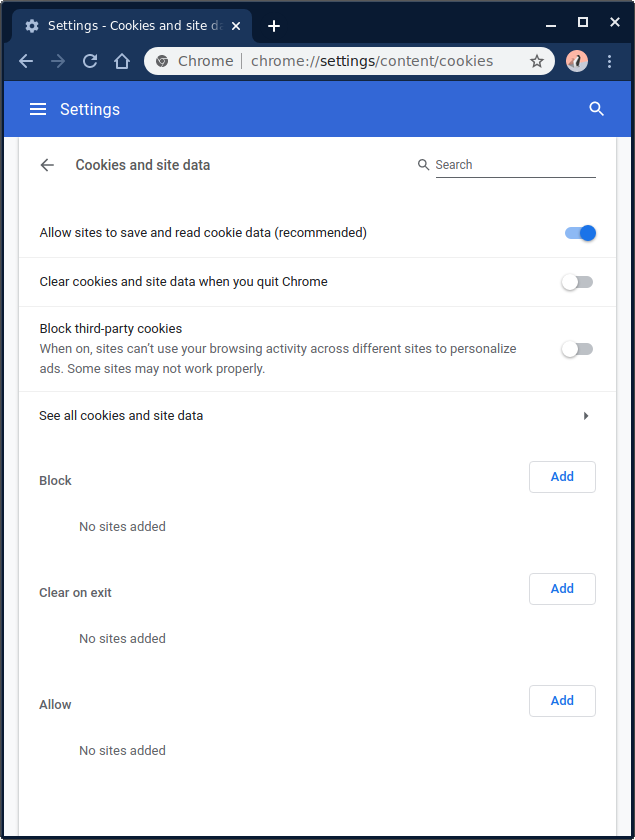 Settings - Cookies and site da
Chrome | chrome://settings/content/cookies
Settings
Cookies and site data
Search
Allow sites to save and read cookie data (recommended)
Clear cookies and site data when you quit Chrome
Block third-party cookies
When on, sites can't use your browsing activity across different sites to personalize
ads. Some sites may not work properly.
See all cookies and site data
Block
Add
No sites added
Clear on exit
Add
No sites added
Allow
Add
No sites added